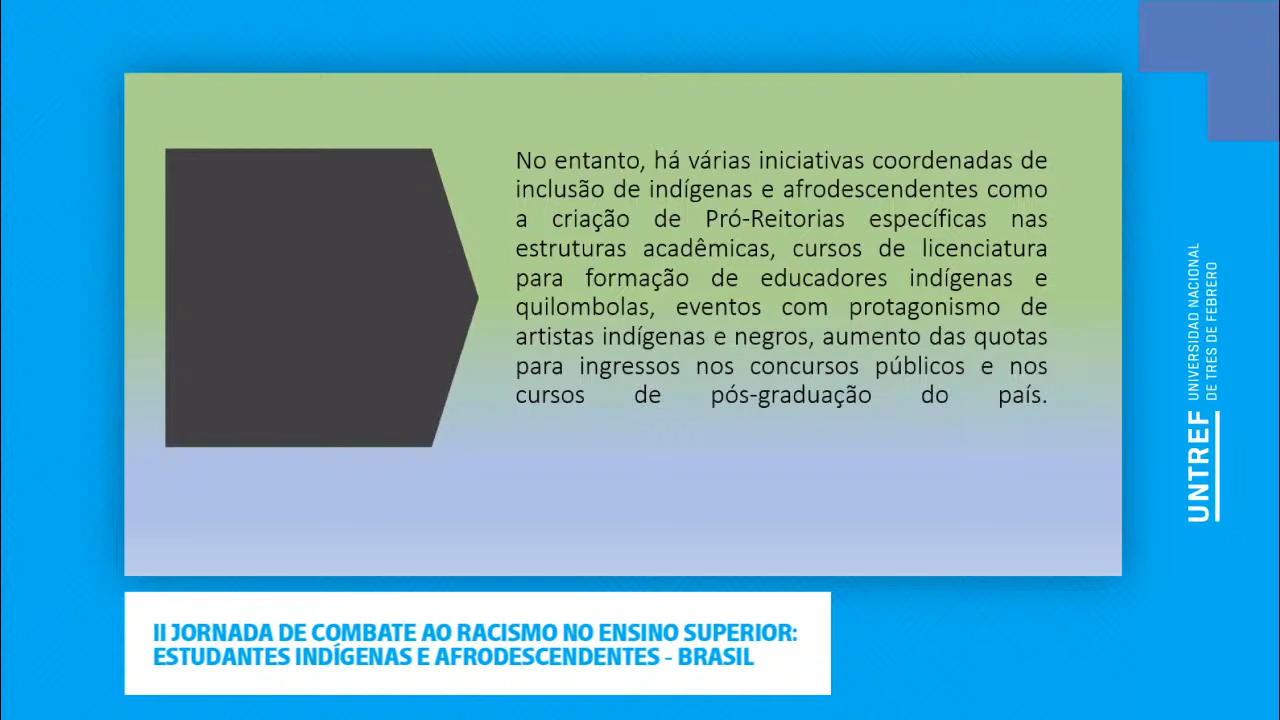 No entanto, há várias iniciativas coordenadas de
inclusão de indígenas e afrodescendentes como
a criação de Pró-Reitorias específicas nas
estruturas acadêmicas, cursos de licenciatura
para formação de educadores indígenas e
quilombolas, eventos com protagonismo de
artistas indígenas e negros, aumento das quotas
para ingressos nos concursos públicos e nos
cursos de pós-graduação do país.
UNTREF
UNIVERSIDAD NACIONAL
DE TRES DE FEBRERO
II JORNADA DE COMBATE AO RACISMO NO ENSINO SUPERIOR:
ESTUDANTES INDÍGENAS E AFRODESCENDENTES - BRASIL